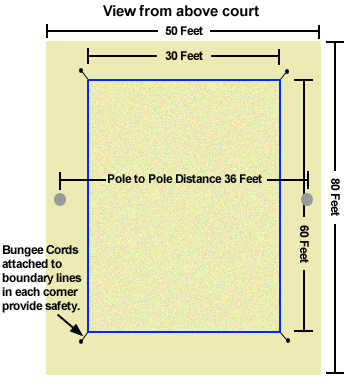 View from above court
50 Feet
30 Feet
Pole to Pole Distance 36 Feet
60 Feet
80 Feet
Bungee Cords
attached to
boundary lines
in each corner
provide safety.